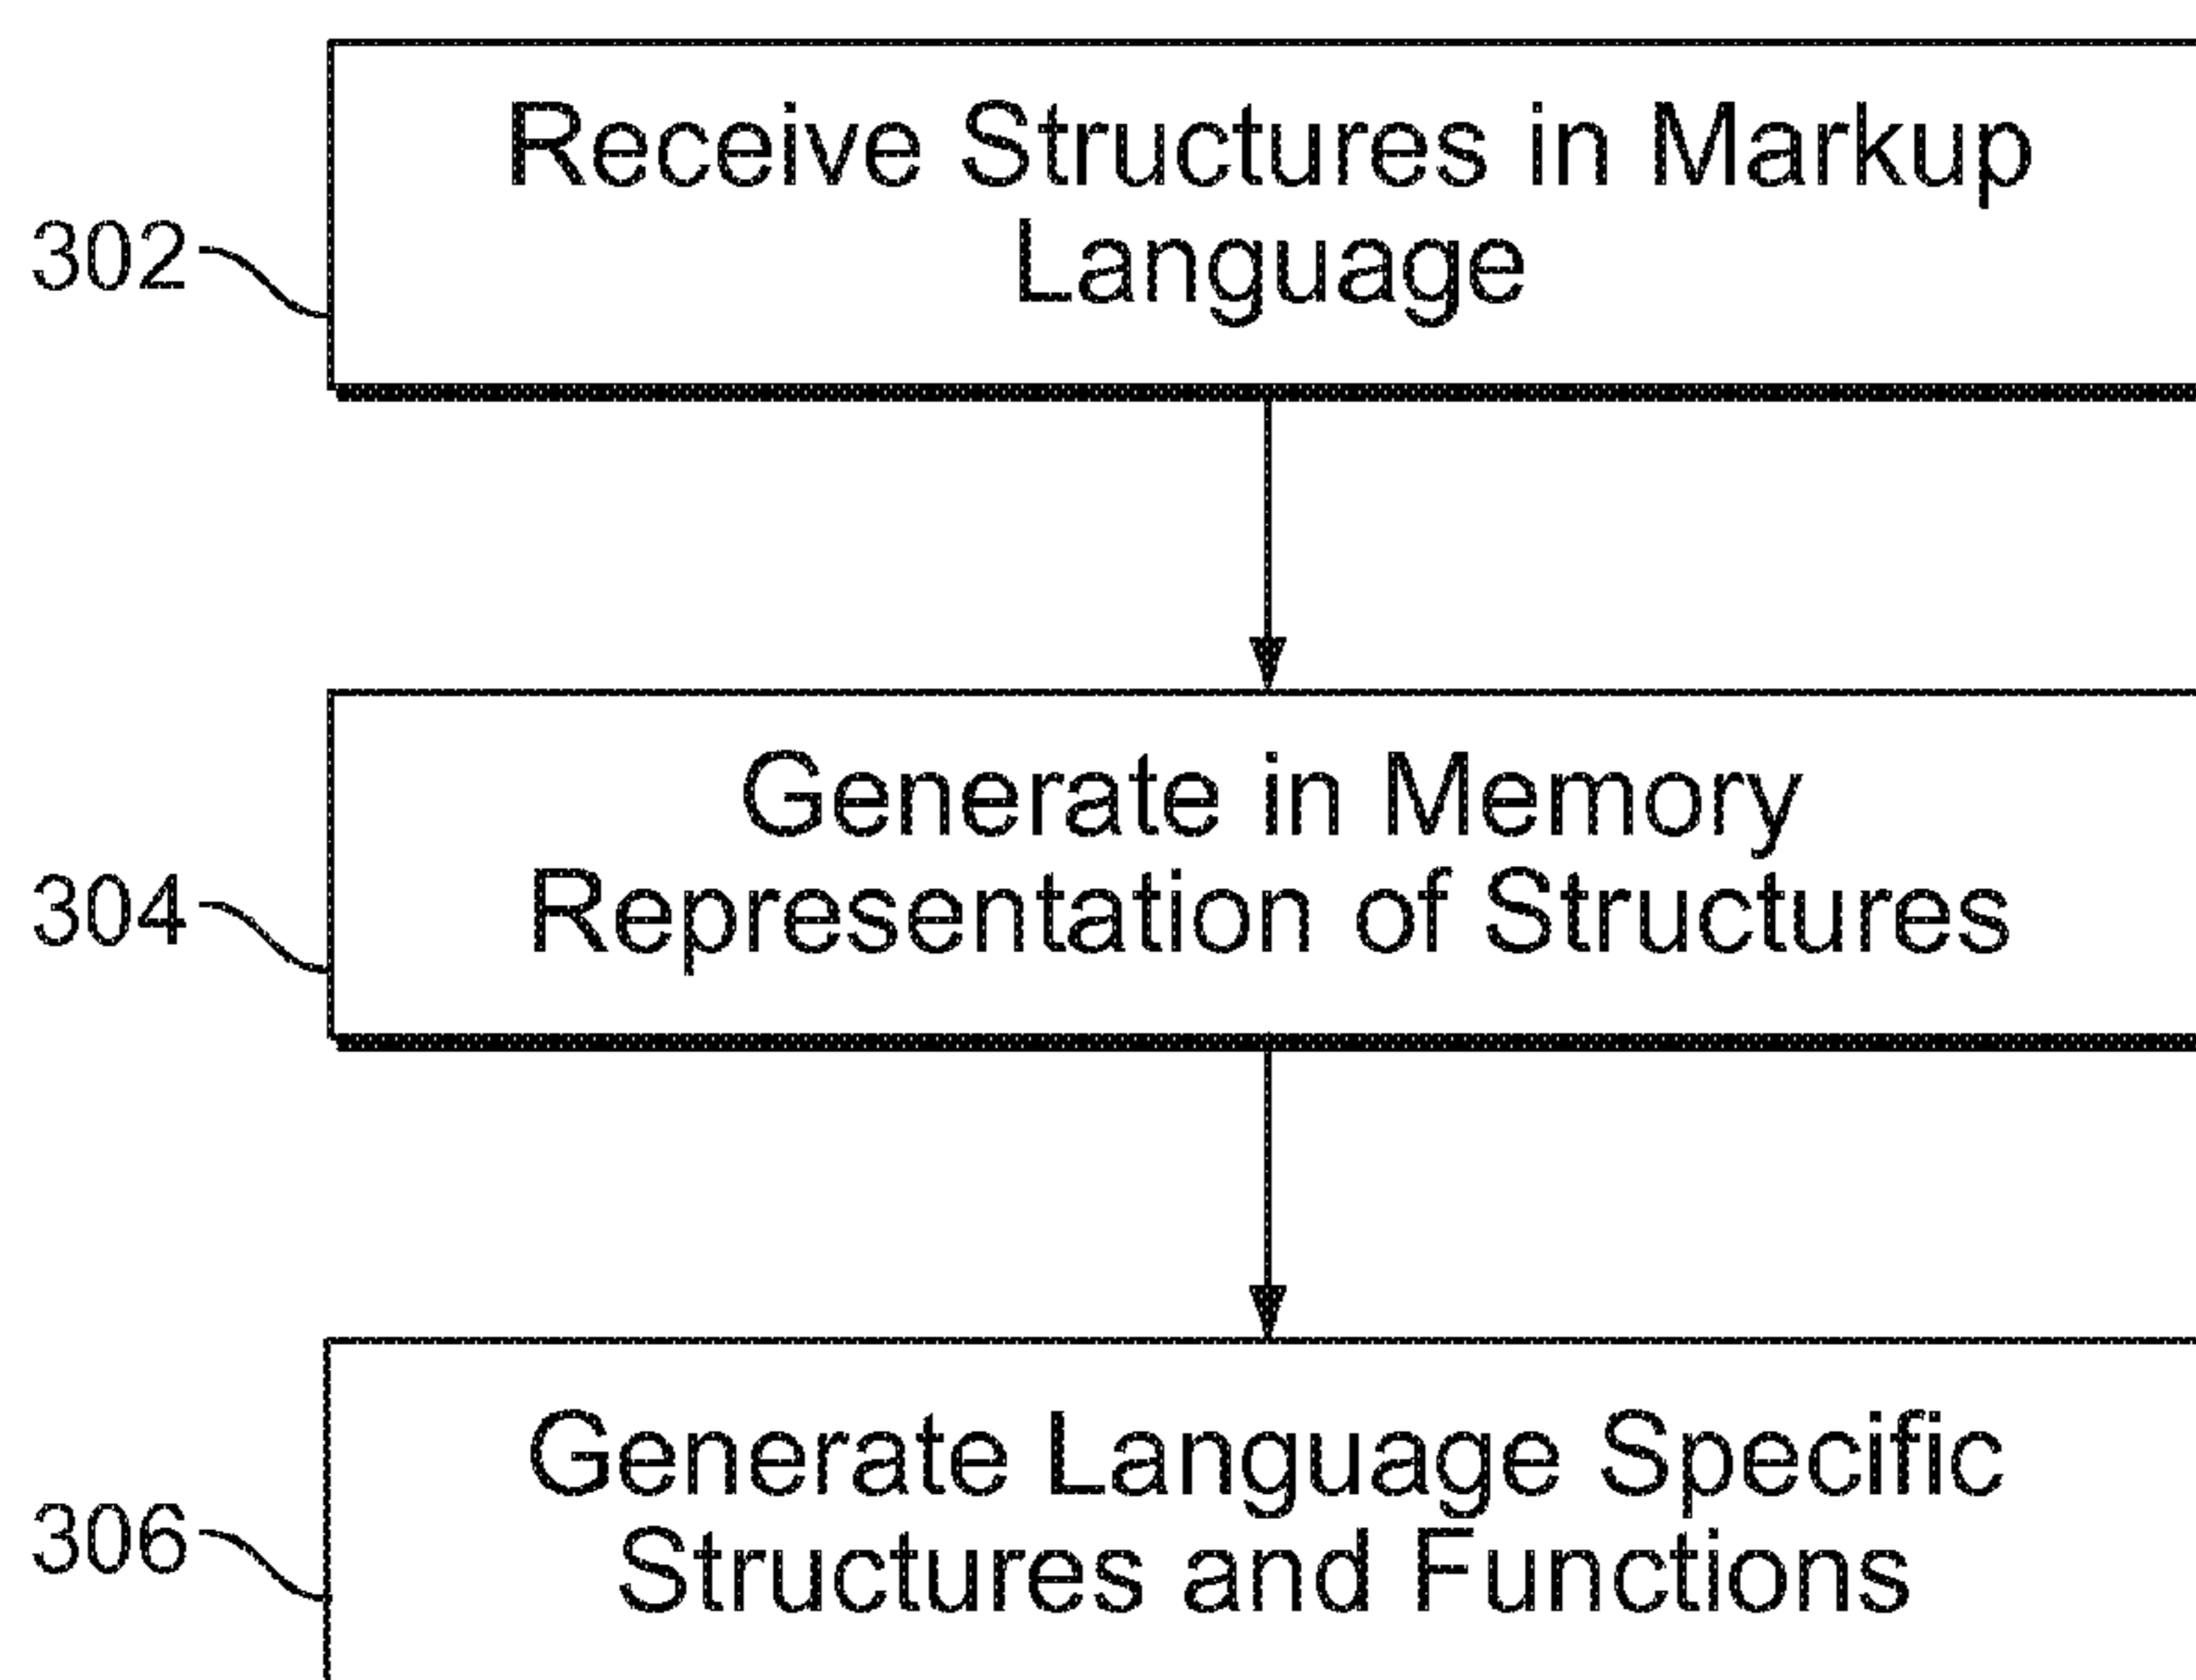 Receive Structures in Markup
Language
302
Generate in Memory
Representation of Structures
304
Generate Language Specific
Structures and Functions
306